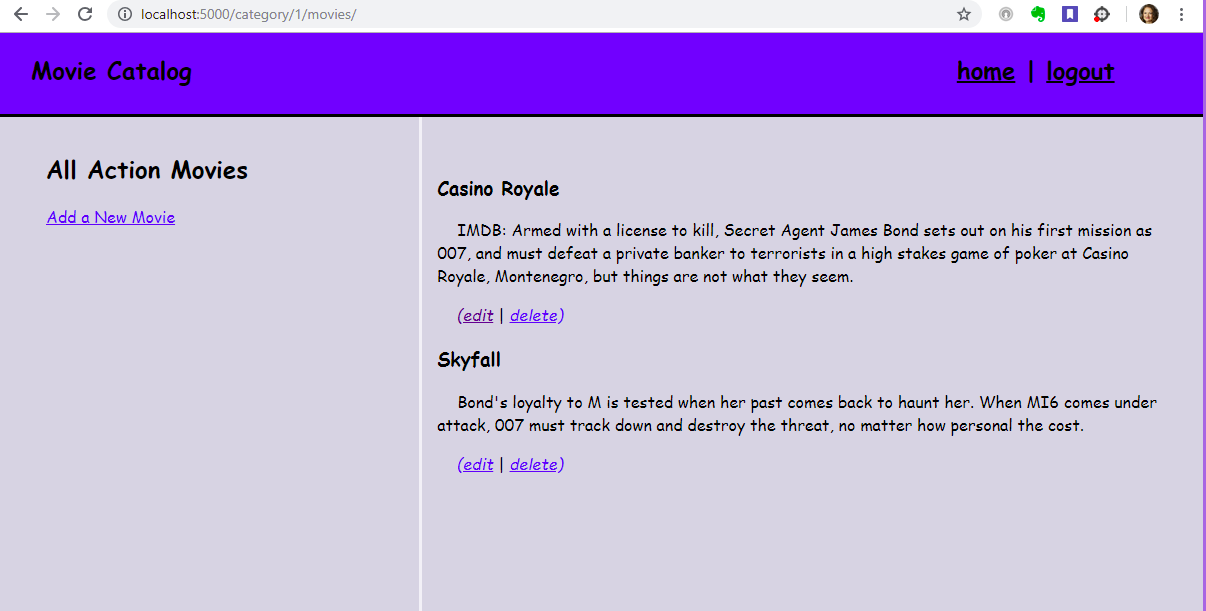 localhost:5000/category/1/movies/
Movie Catalog
home | logout
All Action Movies
Add a New Movie
Casino Royale
IMDB: Armed with a license to kill, Secret Agent James Bond sets out on his first mission as
007, and must defeat a private banker to terrorists in a high stakes game of poker at Casino
Royale, Montenegro, but things are not what they seem.
(edit | delete)
Skyfall
Bond's loyalty to M is tested when her past comes back to haunt her. When MI6 comes under
attack, 007 must track down and destroy the threat, no matter how personal the cost.
(edit | delete)